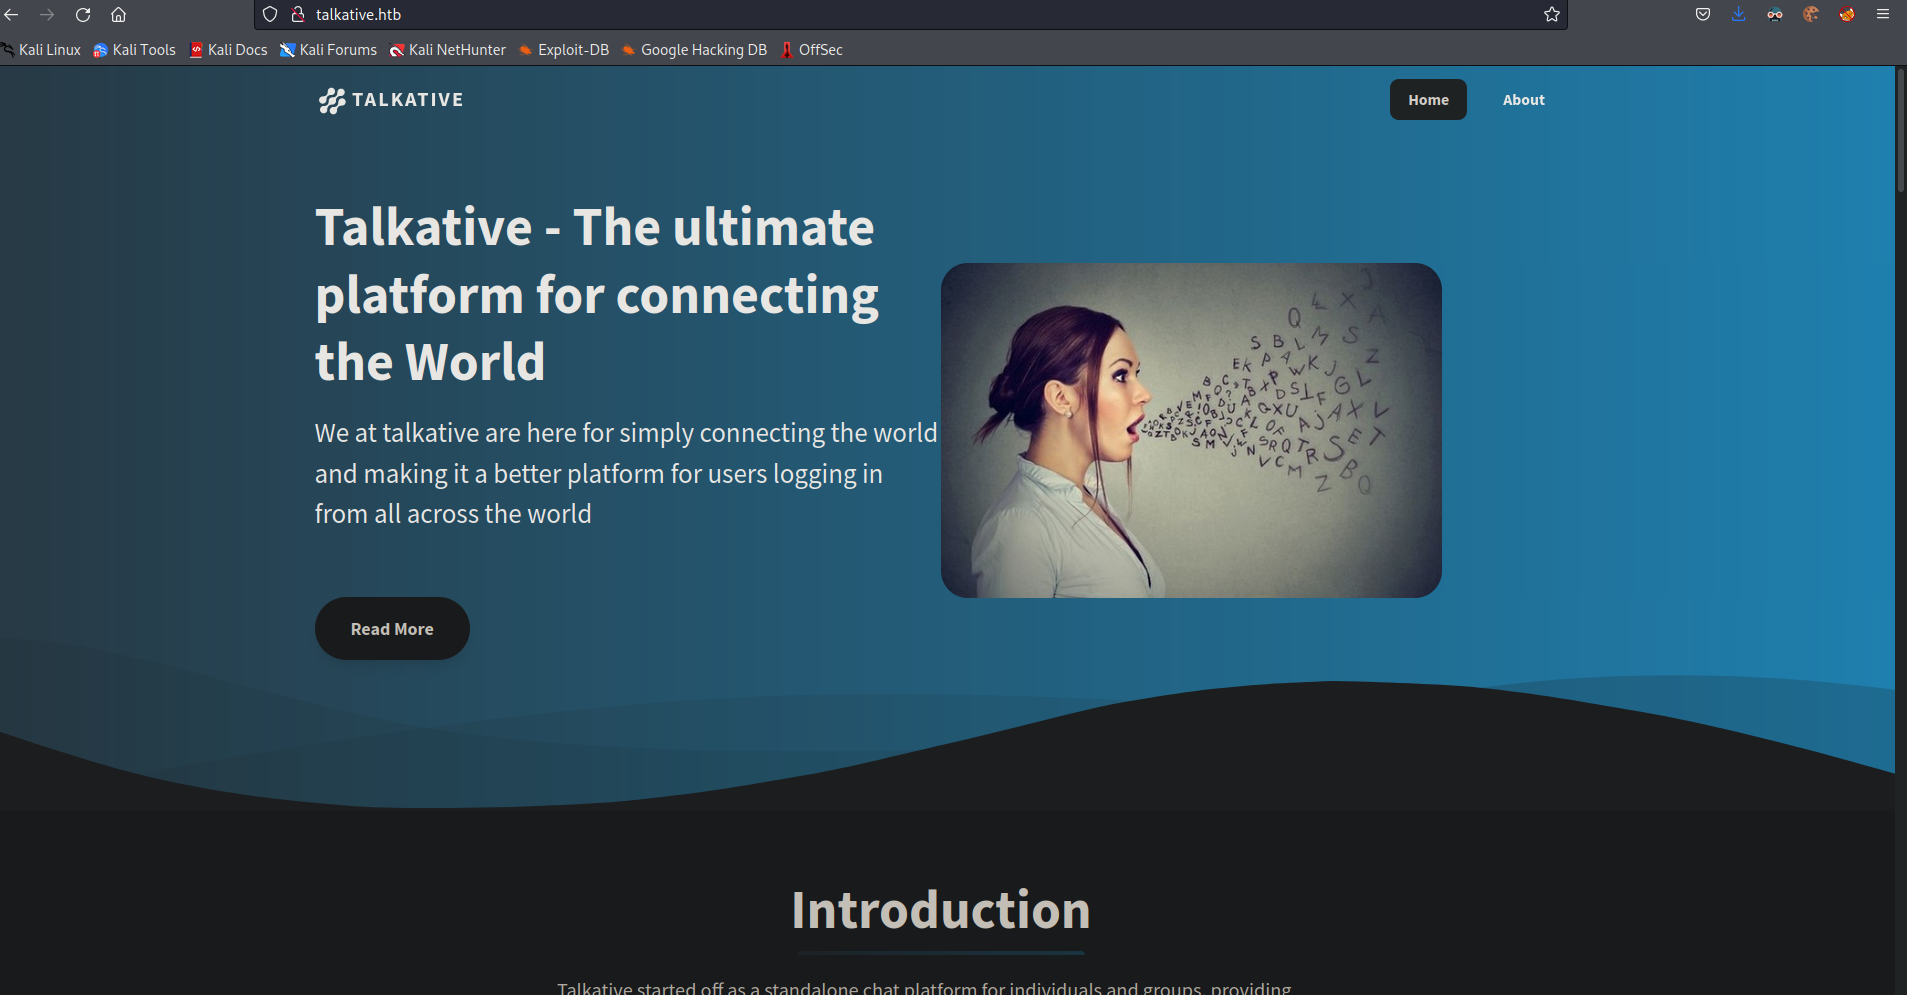 talkative.htb
Kali Linux Kali Tools Kali Docs Kali Forums Kali NetHunter Exploit-DB Google Hacking DB OffSec
TALKATIVE Home About
Talkative - The ultimate
platform for connecting
the World
We at talkative are here for simply connecting the world
and making it a better platform for users logging in
from all across the world
Read More
Introduction
Talkative started off as a standalone chat platform for individuals and groups, providing